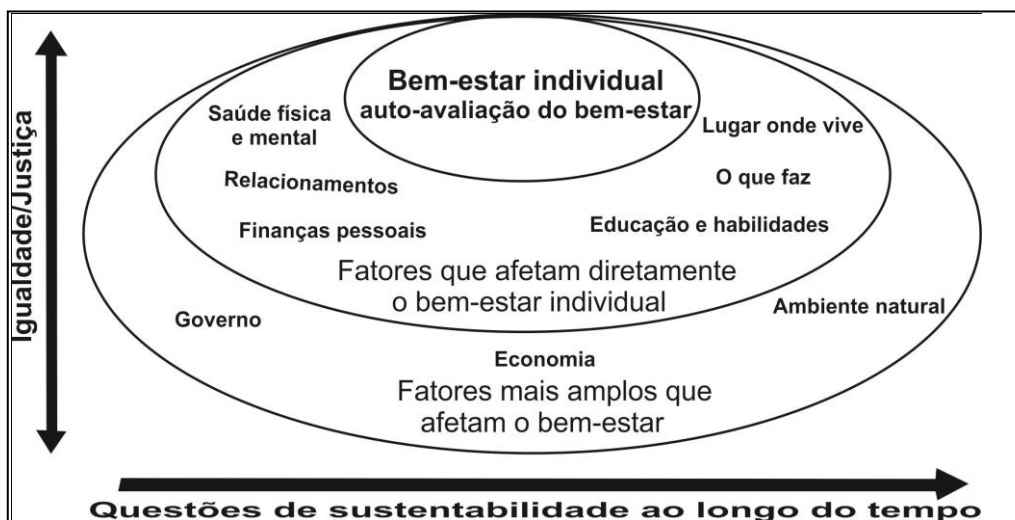 Igualdade/Justiça
Bem-estar individual
auto-avaliação do bem-estar
Saúde física
e mental
Lugar onde vive
Relacionamentos
O que faz
Finanças pessoais
Educação e habilidades
Fatores que afetam diretamente
o bem-estar individual
Governo
Ambiente natural
Economia
Fatores mais amplos que
afetam o bem-estar
Questões de sustentabilidade ao longo do tempo